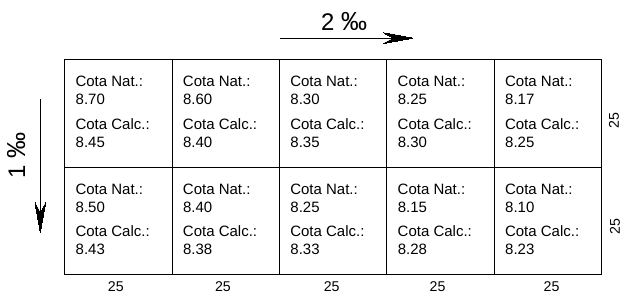 2 ‰
1 ‰
Cota Nat.: Cota Nat.: Cota Nat.: Cota Nat.: Cota Nat.:
8.70 8.60 8.30 8.25 8.17
Cota Calc.: Cota Calc.: Cota Calc.: Cota Calc.: Cota Calc.:
8.45 8.40 8.35 8.30 8.25
25
Cota Nat.: Cota Nat.: Cota Nat.: Cota Nat.: Cota Nat.:
8.50 8.40 8.25 8.15 8.10
Cota Calc.: Cota Calc.: Cota Calc.: Cota Calc.: Cota Calc.:
8.43 8.38 8.33 8.28 8.23
25
25 25 25 25 25